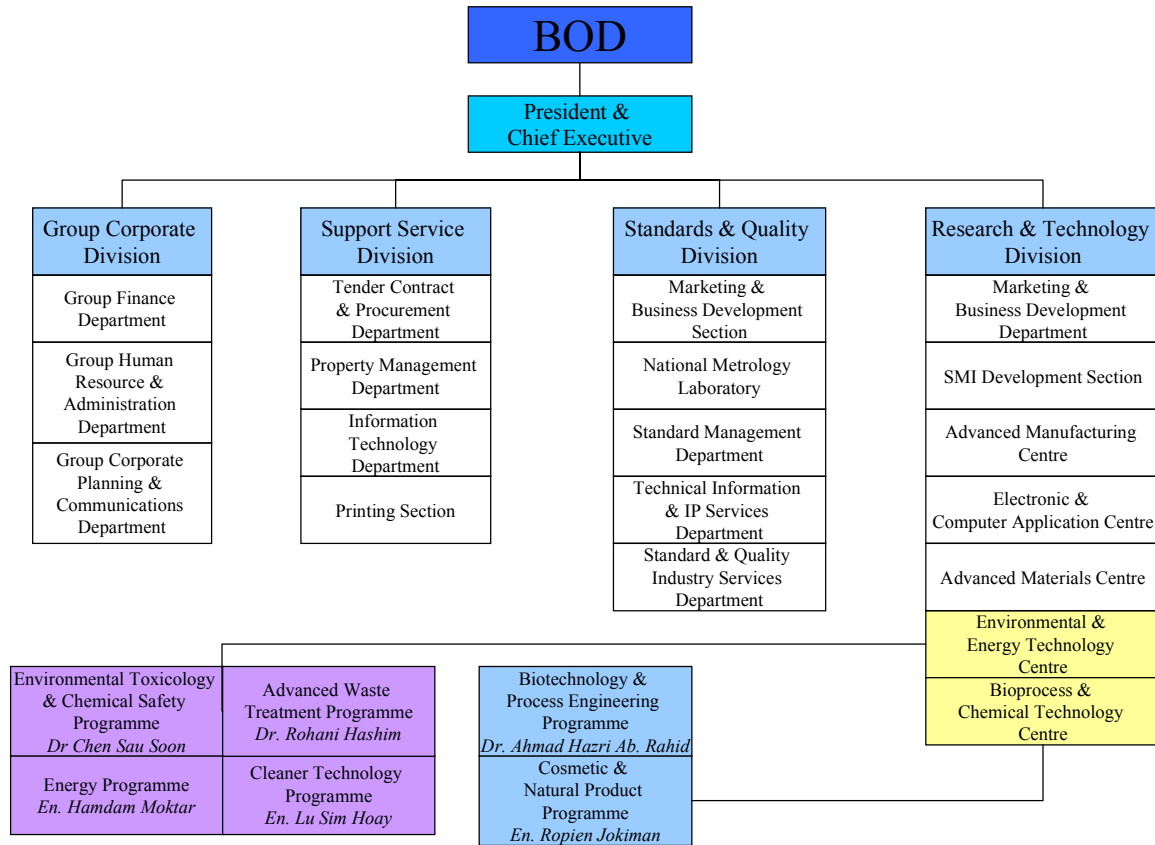 BOD
President &
Chief Executive
Group Corporate
Division
Group Finance
Department
Group Human
Resource &
Administration
Department
Group Corporate
Planning &
Communications
Department
Support Service
Division
Tender Contract
& Procurement
Department
Property Management
Department
Information
Technology
Department
Printing Section
Standards & Quality
Division
Marketing &
Business Development
Section
National Metrology
Laboratory
Standard Management
Department
Technical Information
& IP Services
Department
Standard & Quality
Industry Services
Department
Research & Technology
Division
Marketing &
Business Development
Department
SMI Development Section
Advanced Manufacturing
Centre
Electronic &
Computer Application Centre
Advanced Materials Centre
Environmental &
Energy Technology
Centre
Bioprocess &
Chemical Technology
Centre
Environmental Toxicology
& Chemical Safety
Programme
Dr Chen Sau Soon
Advanced Waste
Treatment Programme
Dr. Rohani Hashim
Energy Programme
En. Hamdam Moktar
Cleaner Technology
Programme
En. Lu Sim Hoay
Biotechnology &
Process Engineering
Programme
Dr. Ahmad Hazri Ab. Rahid
Cosmetic &
Natural Product
Programme
En. Ropien Jokiman